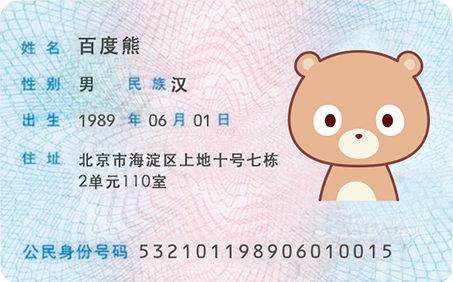 姓名 百度熊
性别 男 民族 汉
出生 1989 年 06 月 01 日
住址 北京市海淀区上地十号七栋
2单元110室
公民身份号码 532101198906010015